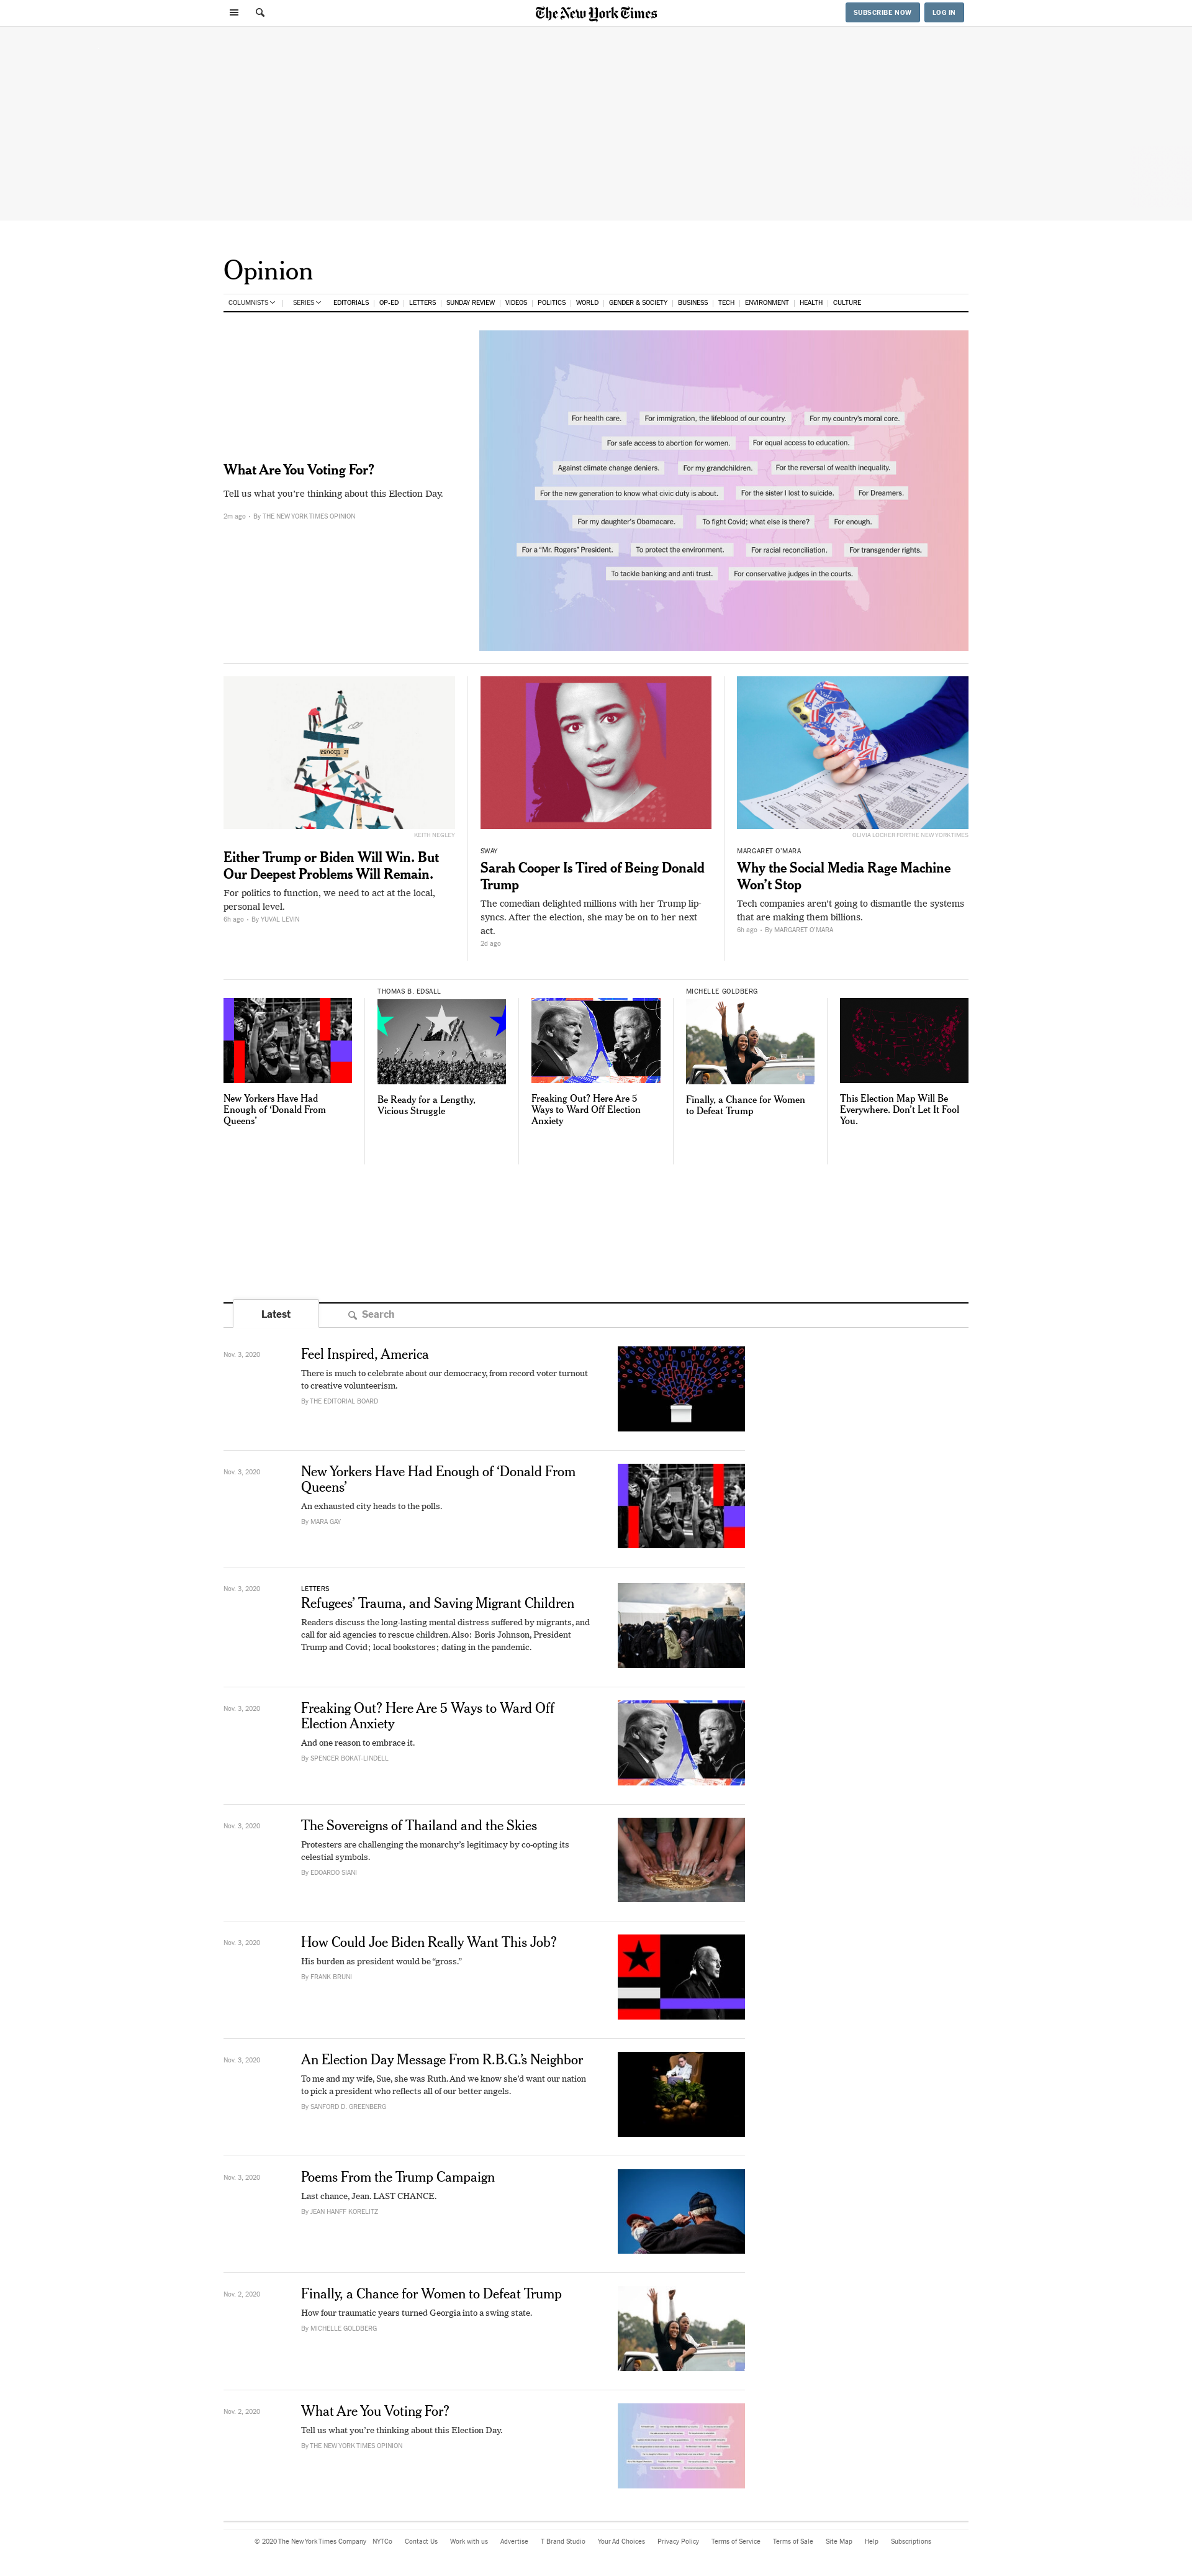 The New York Times
SUBSCRIBE NOW
LOG IN
Opinion
COLUMNISTS | SERIES EDITORIALS | OP-ED | LETTERS | SUNDAY REVIEW | VIDEOS | POLITICS | WORLD | GENDER & SOCIETY | BUSINESS | TECH | ENVIRONMENT | HEALTH | CULTURE
What Are You Voting For?
Tell us what you're thinking about this Election Day.
2m ago • By THE NEW YORK TIMES OPINION
For health care. For immigration, the lifeblood of our country. For my country's moral core.
For safe access to abortion for women. For equal access to education.
Against climate change deniers. For my grandchildren. For the reversal of wealth inequality.
For the new generation to know what civic duty is about. For the sister I lost to suicide. For Dreamers.
For my daughter's Obamacare. To fight Covid; what else is there? For enough.
For a "Mr. Rogers" President. To protect the environment. For racial reconciliation. For transgender rights.
To tackle banking and anti trust. For conservative judges in the courts.
KEITH NEGLEY
Either Trump or Biden Will Win. But
Our Deepest Problems Will Remain.
For politics to function, we need to act at the local,
personal level.
6h ago • By YUVAL LEVIN
SWAY
Sarah Cooper Is Tired of Being Donald
Trump
The comedian delighted millions with her Trump lip-
syncs. After the election, she may be on to her next
act.
2d ago
OLIVIA LOCHER FOR THE NEW YORK TIMES
MARGARET O'MARA
Why the Social Media Rage Machine
Won't Stop
Tech companies aren't going to dismantle the systems
that are making them billions.
6h ago • By MARGARET O'MARA
New Yorkers Have Had
Enough of 'Donald From
Queens'
THOMAS B. EDSALL
Be Ready for a Lengthy,
Vicious Struggle
Freaking Out? Here Are 5
Ways to Ward Off Election
Anxiety
MICHELLE GOLDBERG
Finally, a Chance for Women
to Defeat Trump
This Election Map Will Be
Everywhere. Don't Let It Fool
You.
Latest
Search
Nov. 3, 2020
Feel Inspired, America
There is much to celebrate about our democracy, from record voter turnout
to creative volunteerism.
By THE EDITORIAL BOARD
Nov. 3, 2020
New Yorkers Have Had Enough of 'Donald From
Queens'
An exhausted city heads to the polls.
By MARA GAY
Nov. 3, 2020
LETTERS
Refugees' Trauma, and Saving Migrant Children
Readers discuss the long-lasting mental distress suffered by migrants, and
call for aid agencies to rescue children. Also: Boris Johnson, President
Trump and Covid; local bookstores; dating in the pandemic.
Nov. 3, 2020
Freaking Out? Here Are 5 Ways to Ward Off
Election Anxiety
And one reason to embrace it.
By SPENCER BOKAT-LINDELL
Nov. 3, 2020
The Sovereigns of Thailand and the Skies
Protesters are challenging the monarchy's legitimacy by co-opting its
celestial symbols.
By EDOARDO SIANI
Nov. 3, 2020
How Could Joe Biden Really Want This Job?
His burden as president would be "gross."
By FRANK BRUNI
Nov. 3, 2020
An Election Day Message From R.B.G.'s Neighbor
To me and my wife, Sue, she was Ruth. And we know she'd want our nation
to pick a president who reflects all of our better angels.
By SANFORD D. GREENBERG
Nov. 3, 2020
Poems From the Trump Campaign
Last chance, Jean. LAST CHANCE.
By JEAN HANFF KORELITZ
Nov. 2, 2020
Finally, a Chance for Women to Defeat Trump
How four traumatic years turned Georgia into a swing state.
By MICHELLE GOLDBERG
Nov. 2, 2020
What Are You Voting For?
Tell us what you're thinking about this Election Day.
By THE NEW YORK TIMES OPINION
© 2020 The New York Times Company NYTCo Contact Us Work with us Advertise T Brand Studio Your Ad Choices Privacy Policy Terms of Service Terms of Sale Site Map Help Subscriptions